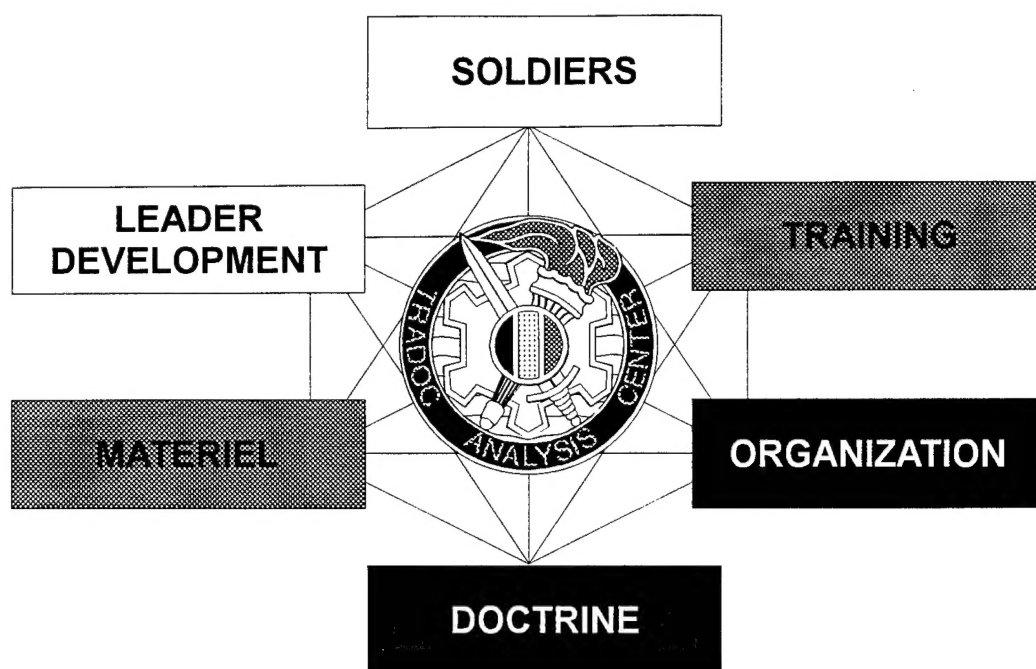 SOLDIERS
LEADER
DEVELOPMENT
TRAINING
TRADOC
ANALYSIS
CENTER
MATERIEL
ORGANIZATION
DOCTRINE